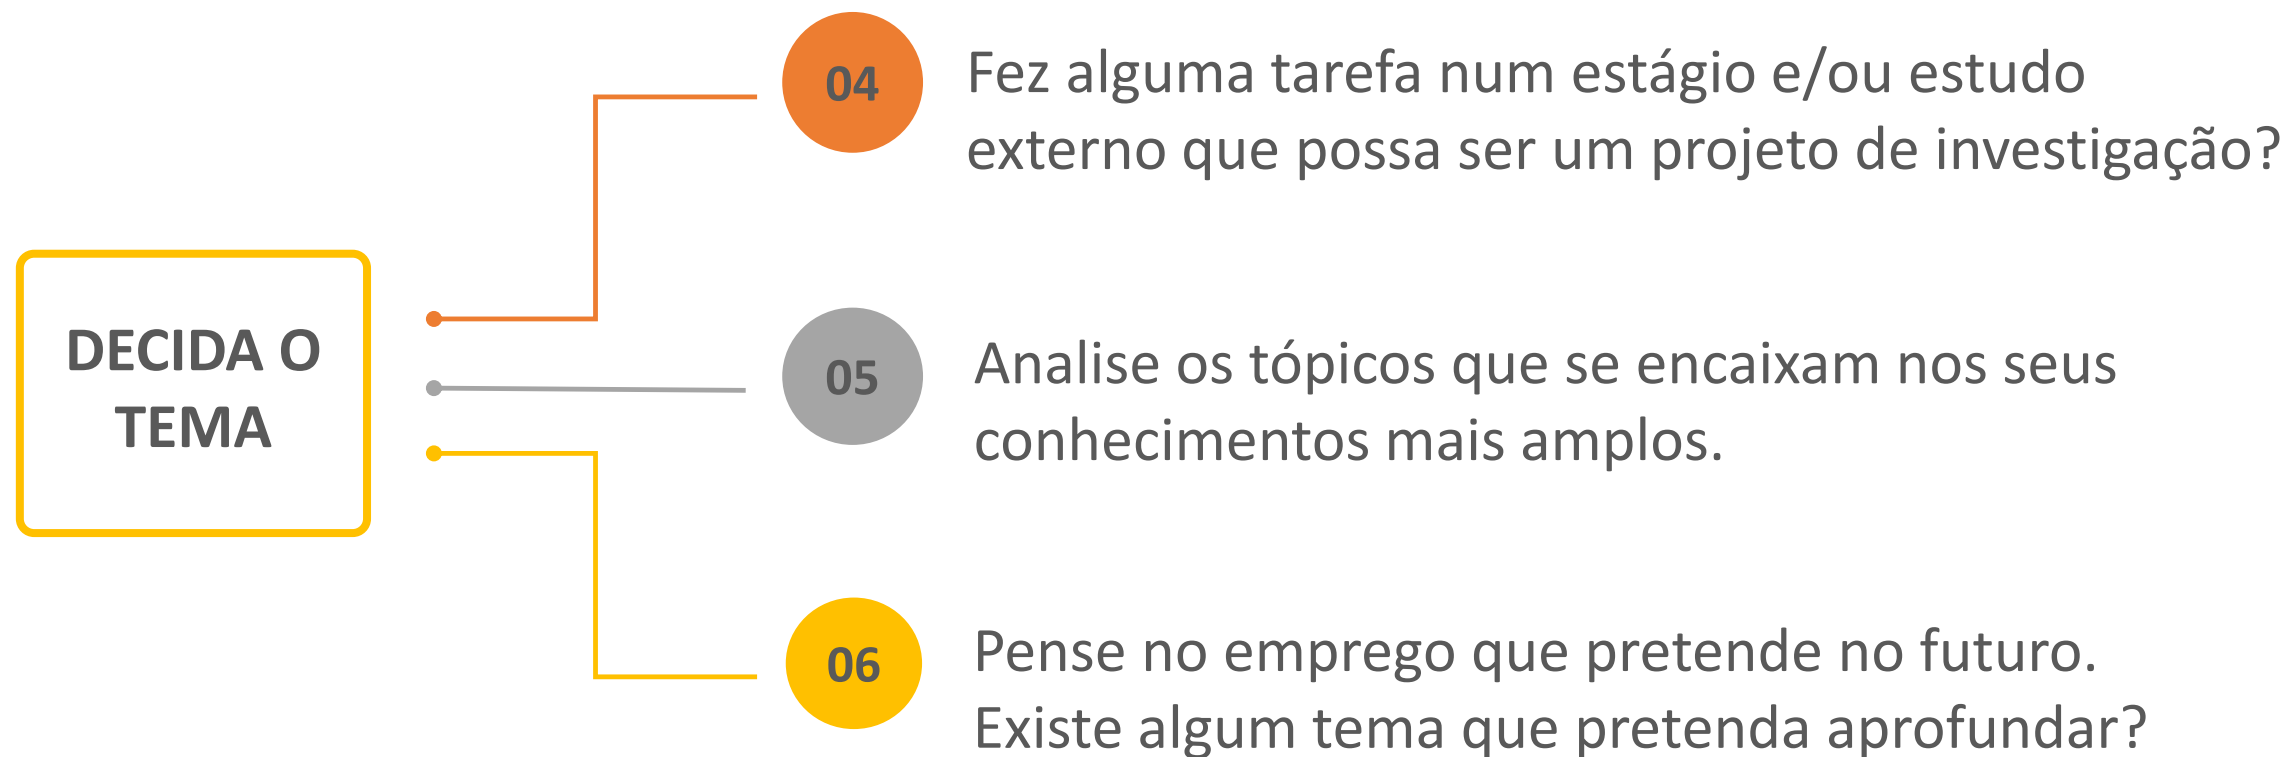 DECIDA O
TEMA
04
Fez alguma tarefa num estágio e/ou estudo
externo que possa ser um projeto de investigação?
05
Analise os tópicos que se encaixam nos seus
conhecimentos mais amplos.
06
Pense no emprego que pretende no futuro.
Existe algum tema que pretenda aprofundar?